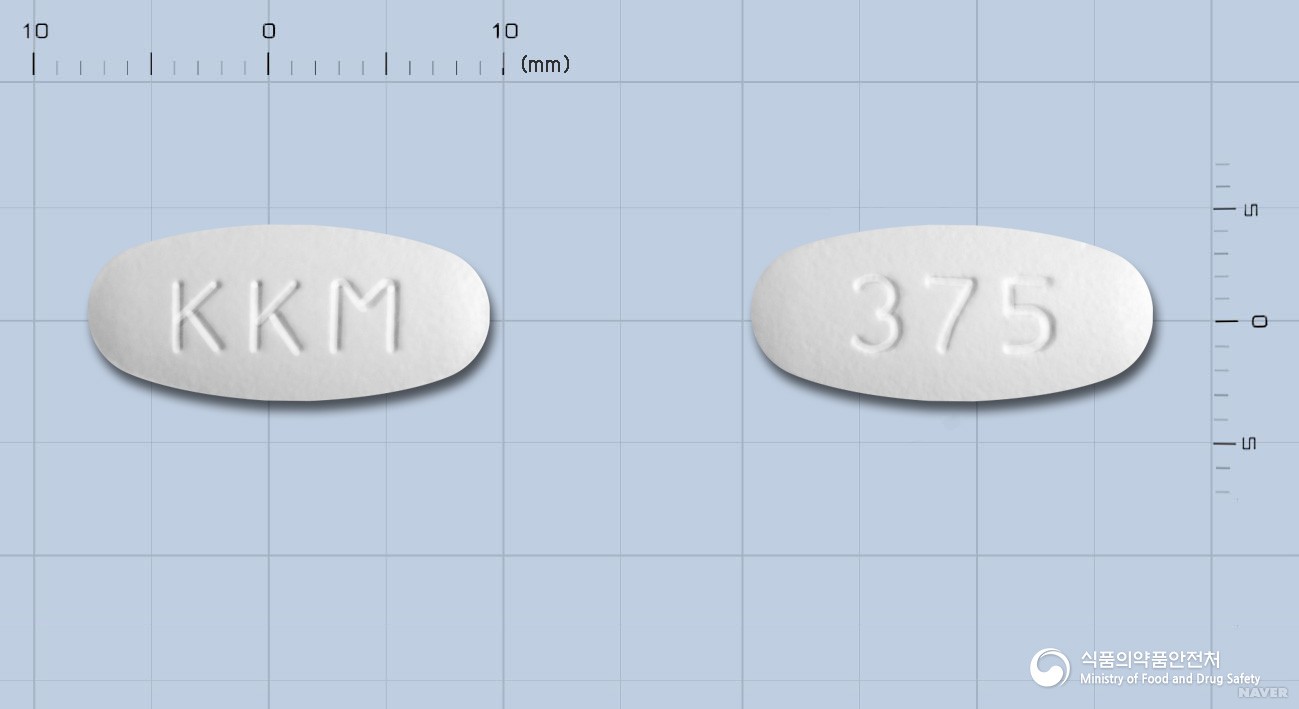 10 0 10
(mm)
KKM
375
5
0
5
식품의약품안전처
Ministry of Food and Drug Safety
NAVER